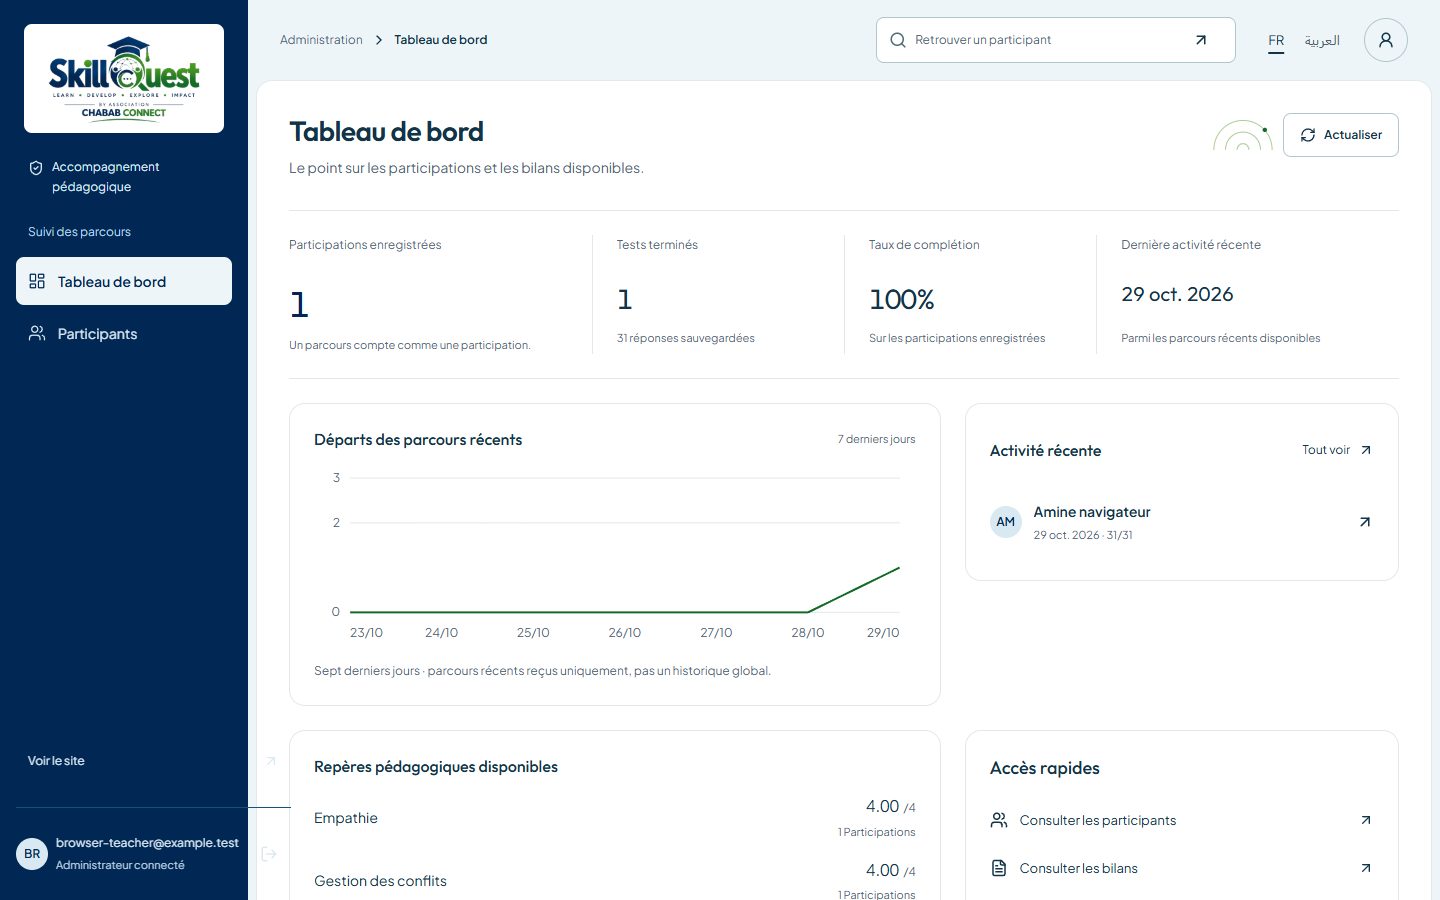 SkillQuest
LEARN • DEVELOP • EXPLORE • IMPACT
BY ASSOCIATION
CHABAB CONNECT
Accompagnement
pédagogique
Suivi des parcours
Tableau de bord
Participants
Voir le site
BR
browser-teacher@example.test
Administrateur connecté
Administration
Tableau de bord
Retrouver un participant
FR
العربية
Tableau de bord
Le point sur les participations et les bilans disponibles.
Actualiser
Participations enregistrées
1
Un parcours compte comme une participation.
Tests terminés
1
31 réponses sauvegardées
Taux de complétion
100%
Sur les participations enregistrées
Dernière activité récente
29 oct. 2026
Parmi les parcours récents disponibles
Départs des parcours récents
7 derniers jours
3
2
0
23/10 24/10 25/10 26/10 27/10 28/10 29/10
Sept derniers jours · parcours récents reçus uniquement, pas un historique global.
Activité récente
Tout voir
AM
Amine navigateur
29 oct. 2026 · 31/31
Repères pédagogiques disponibles
Empathie
4.00 /4
1 Participations
Gestion des conflits
4.00 /4
1 Participations
Accès rapides
Consulter les participants
Consulter les bilans